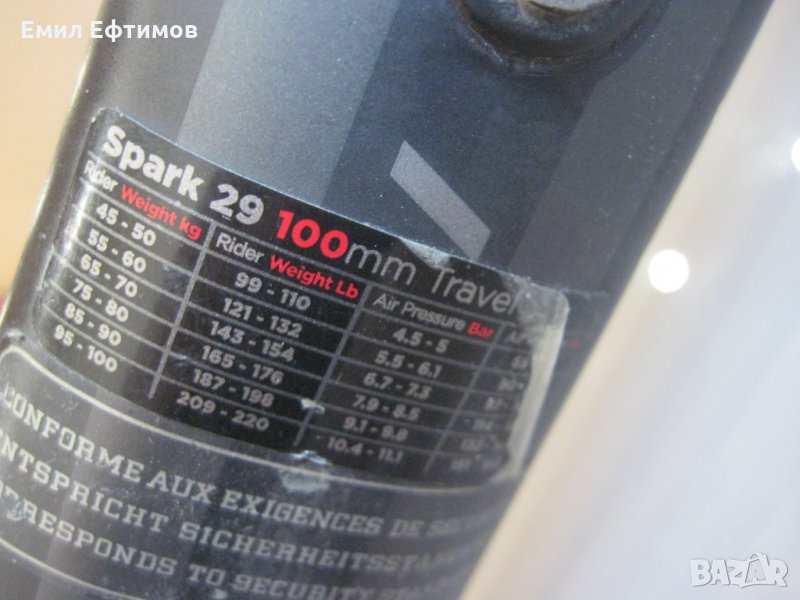 Емил Ефтимов
Spark 29 100mm Travel
Rider Weight kg Rider Weight Lb Air Pressure Bar
45 - 50 99 - 110 4.5 - 5
55 - 60 121 - 132 5.5 - 6.1
65 - 70 143 - 154 6.7 - 7.3
75 - 80 165 - 176 7.9 - 8.5
85 - 90 187 - 198 9.1 - 9.8
95 - 100 209 - 220 10.4 - 11.1
CONFORME AUX EXIGENCES DE
ENTSPRICHT
CORRESPONDS TO SECURITY
BAZAR